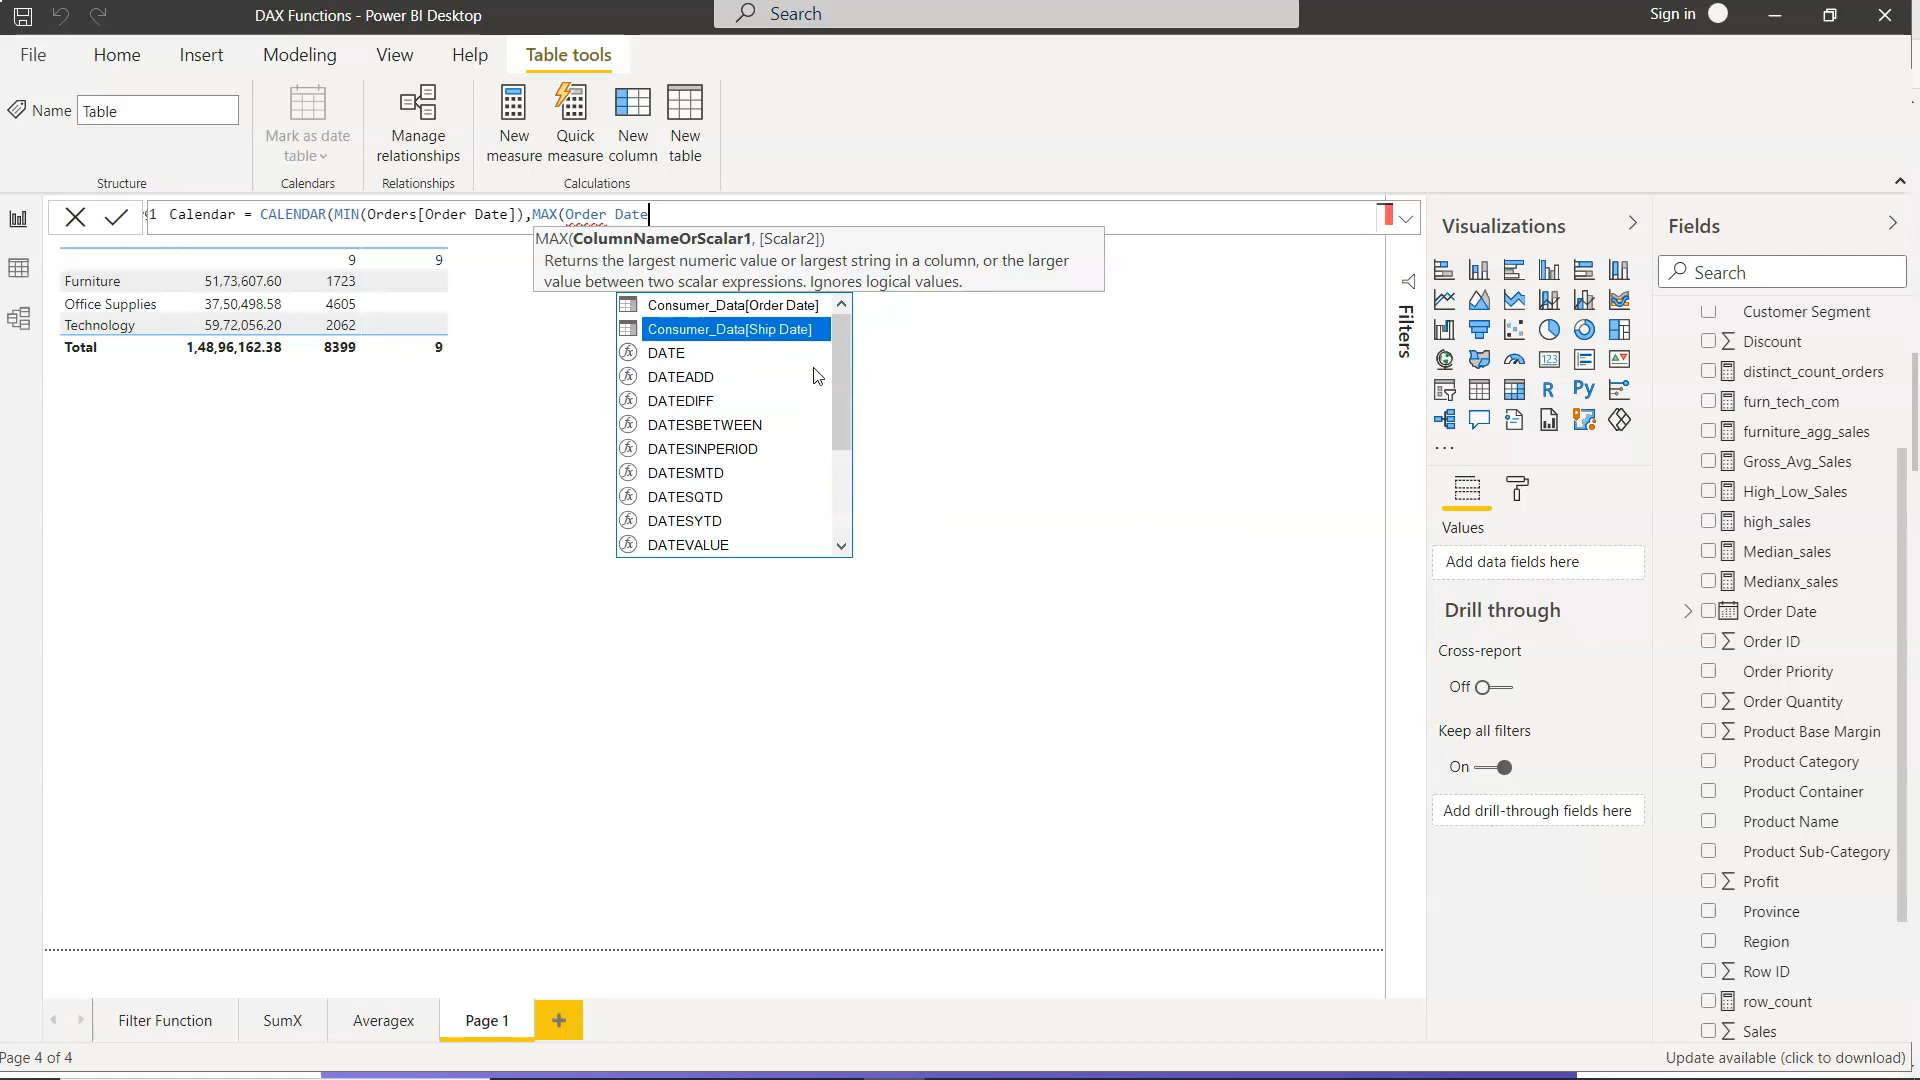 DAX Functions - Power BI Desktop
Search
Sign in
File Home Insert Modeling View Help Table tools
Name Table
Mark as date table
Manage relationships
New measure
Quick measure
New column
New table
Structure Calendars Relationships Calculations
1 Calendar = CALENDAR(MIN(Orders[Order Date]),MAX(Order Date
MAX(ColumnNameOrScalar1, [Scalar2])
Returns the largest numeric value or largest string in a column, or the larger
value between two scalar expressions. Ignores logical values.
Consumer_Data[Order Date]
Consumer_Data[Ship Date]
DATE
DATEADD
DATEDIFF
DATESBETWEEN
DATESINPERIOD
DATESMTD
DATESQTD
DATESYTD
DATEVALUE
9 9
Furniture 51,73,607.60 1723
Office Supplies 37,50,498.58 4605
Technology 59,72,056.20 2062
Total 1,48,96,162.38 8399 9
Filters
Visualizations
R Py
123
...
Values
Add data fields here
Drill through
Cross-report
Off
Keep all filters
On
Add drill-through fields here
Fields
Search
Customer Segment
Discount
distinct_count_orders
furn_tech_com
furniture_agg_sales
Gross_Avg_Sales
High_Low_Sales
high_sales
Median_sales
Medianx_sales
Order Date
Order ID
Order Priority
Order Quantity
Product Base Margin
Product Category
Product Container
Product Name
Product Sub-Category
Profit
Province
Region
Row ID
row_count
Sales
Filter Function SumX Averagex Page 1
Page 4 of 4
Update available (click to download)